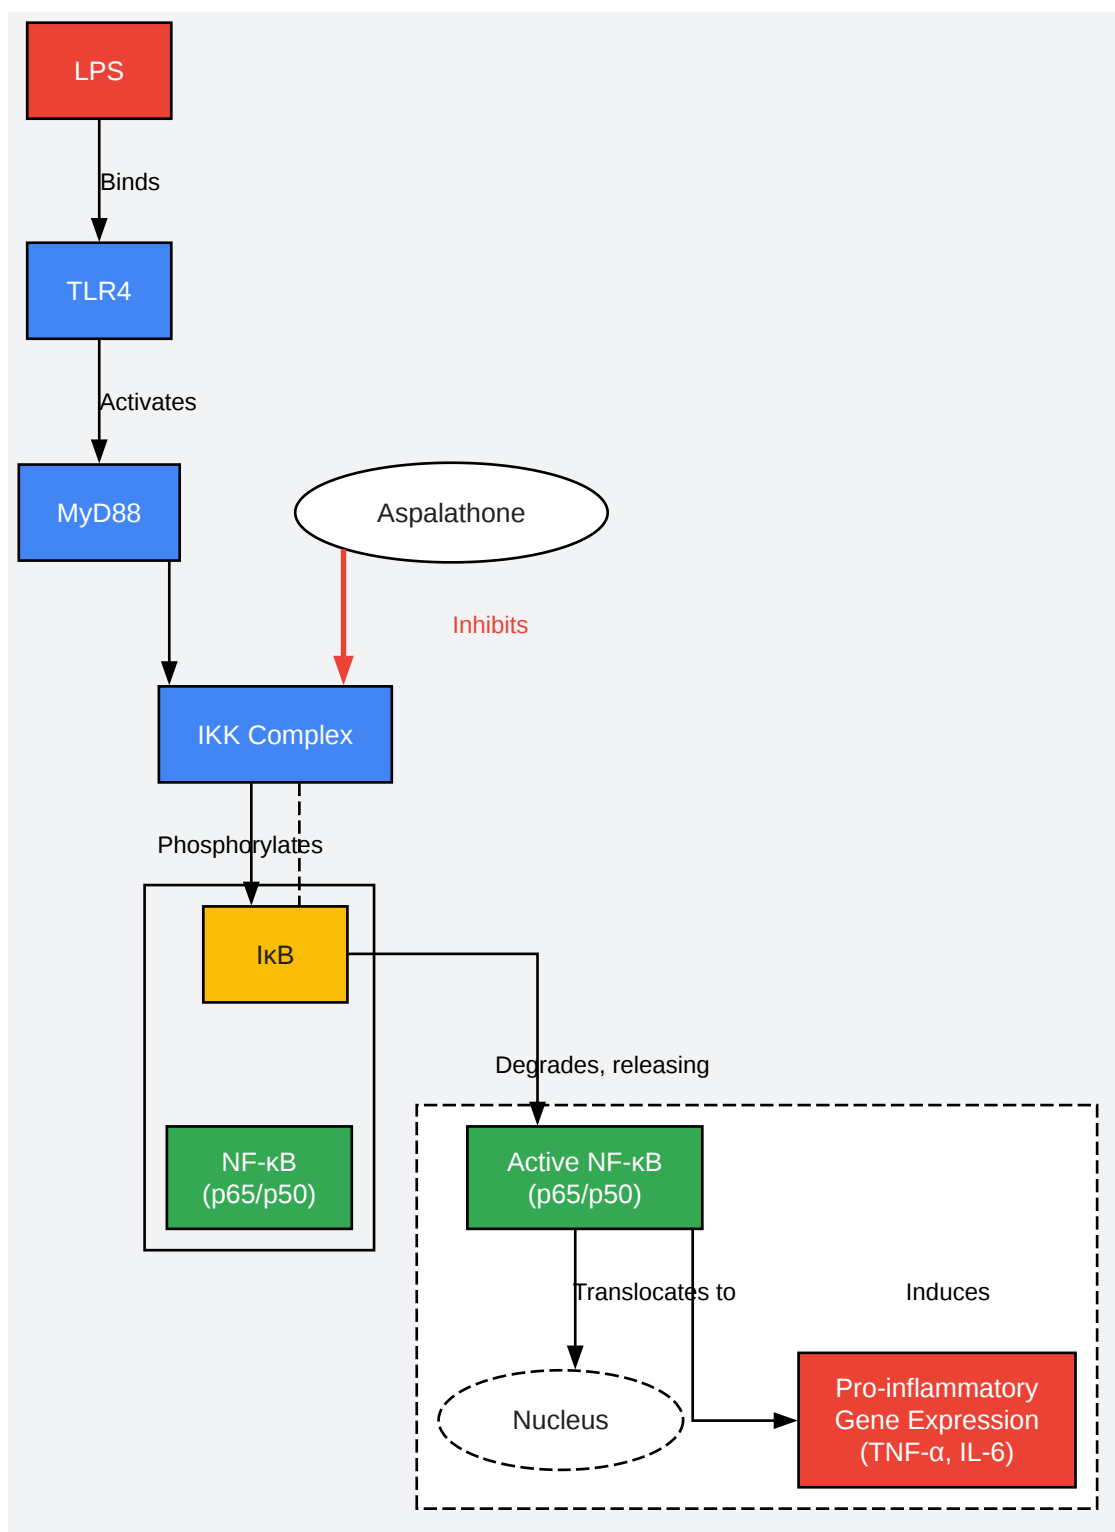 LPS
Binds
TLR4
Activates
MyD88
Aspalathone
Inhibits
IKK Complex
Phosphorylates
IκB
Degrades, releasing
NF-κB
(p65/p50)
Active NF-κB
(p65/p50)
Translocates to
Induces
Nucleus
Pro-inflammatory
Gene Expression
(TNF-α, IL-6)